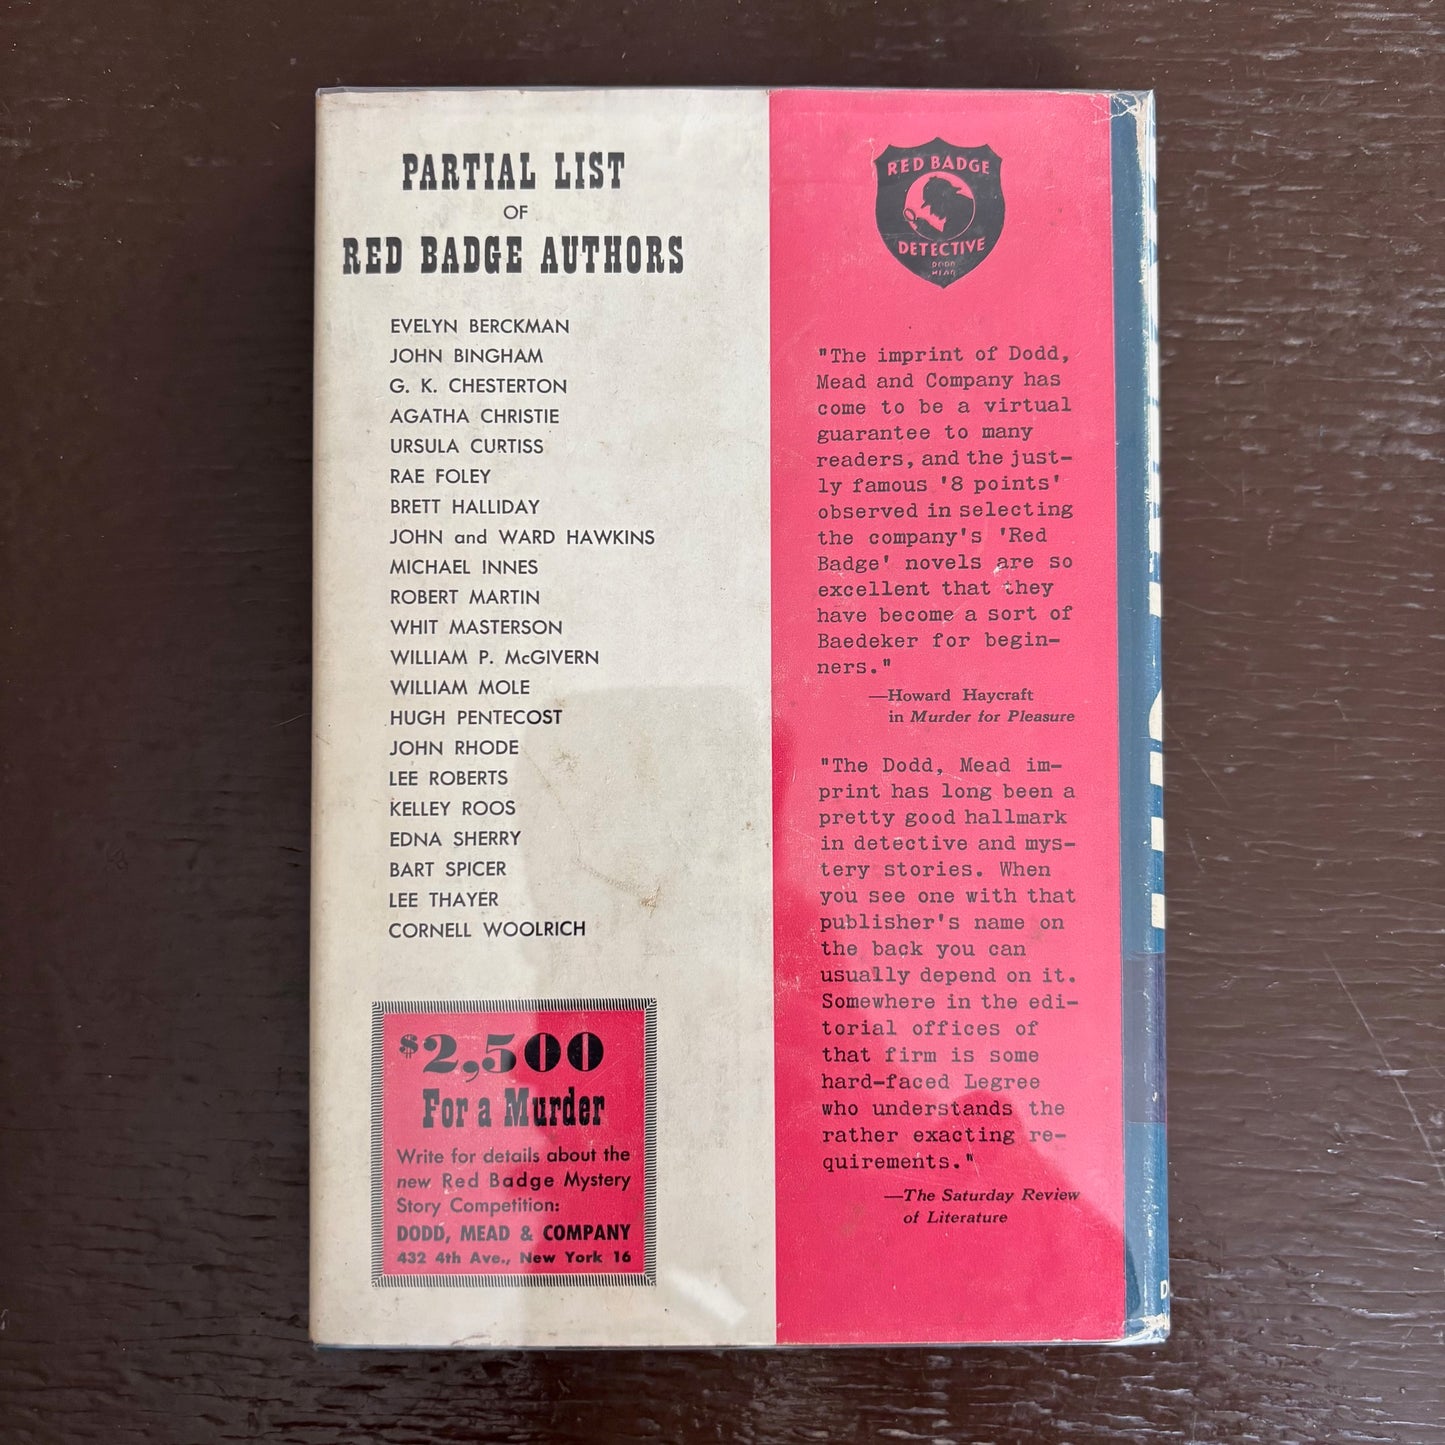 PARTIAL LIST
OF
RED BADGE AUTHORS
EVELYN BERCKMAN
JOHN BINGHAM
G. K. CHESTERTON
AGATHA CHRISTIE
URSULA CURTISS
RAE FOLEY
BRETT HALLIDAY
JOHN and WARD HAWKINS
MICHAEL INNES
ROBERT MARTIN
WHIT MASTERSON
WILLIAM P. McGIVERN
WILLIAM MOLE
HUGH PENTECOST
JOHN RHODE
LEE ROBERTS
KELLEY ROOS
EDNA SHERRY
BART SPICER
LEE THAYER
CORNELL WOOLRICH
$2,500
For a Murder
Write for details about the
new Red Badge Mystery
Story Competition:
DODD, MEAD & COMPANY
432 4th Ave., New York 16
RED BADGE
DETECTIVE
DODD
MEAD
"The imprint of Dodd,
Mead and Company has
come to be a virtual
guarantee to many
readers, and the just-
ly famous '8 points'
observed in selecting
the company's 'Red
Badge' novels are so
excellent that they
have become a sort of
Baedeker for begin-
ners."
—Howard Haycraft
in Murder for Pleasure
"The Dodd, Mead im-
print has long been a
pretty good hallmark
in detective and mys-
tery stories. When
you see one with that
publisher's name on
the back you can
usually depend on it.
Somewhere in the edi-
torial offices of
that firm is some
hard-faced Legree
who understands the
rather exacting re-
quirements."
—The Saturday Review
of Literature